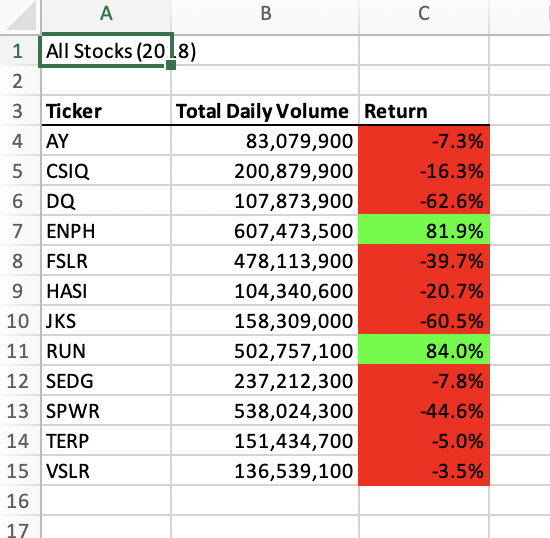 A B C
1 All Stocks (2018)
2
3 Ticker Total Daily Volume Return
4 AY 83,079,900 -7.3%
5 CSIQ 200,879,900 -16.3%
6 DQ 107,873,900 -62.6%
7 ENPH 607,473,500 81.9%
8 FSLR 478,113,900 -39.7%
9 HASI 104,340,600 -20.7%
10 JKS 158,309,000 -60.5%
11 RUN 502,757,100 84.0%
12 SEDG 237,212,300 -7.8%
13 SPWR 538,024,300 -44.6%
14 TERP 151,434,700 -5.0%
15 VSLR 136,539,100 -3.5%
16
17